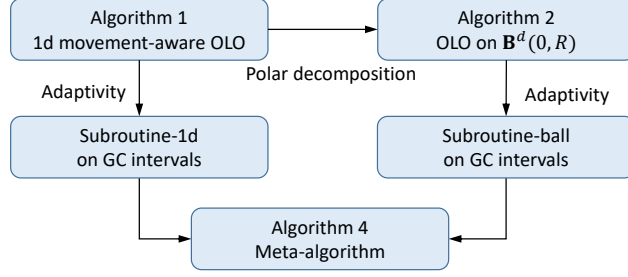 Algorithm 1
1d movement-aware OLO
Algorithm 2
OLO on 𝐁ᵈ(0, R)
Polar decomposition
Adaptivity
Adaptivity
Subroutine-1d
on GC intervals
Subroutine-ball
on GC intervals
Algorithm 4
Meta-algorithm